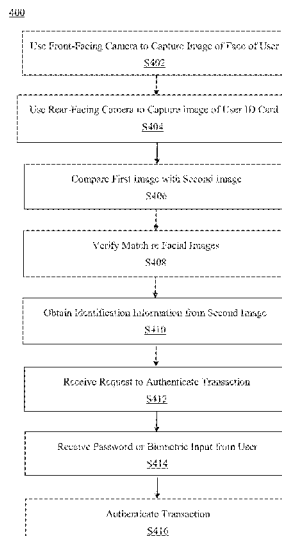 400
Use Front-Facing Camera to Capture Image of Face of User
S402
Use Rear-Facing Camera to Capture Image of User ID Card
S404
Compare First Image with Second Image
S406
Verify Match in Facial Images
S408
Obtain Identification Information from Second Image
S410
Receive Request to Authenticate Transaction
S412
Receive Password or Biometric Input from User
S414
Authenticate Transaction
S416